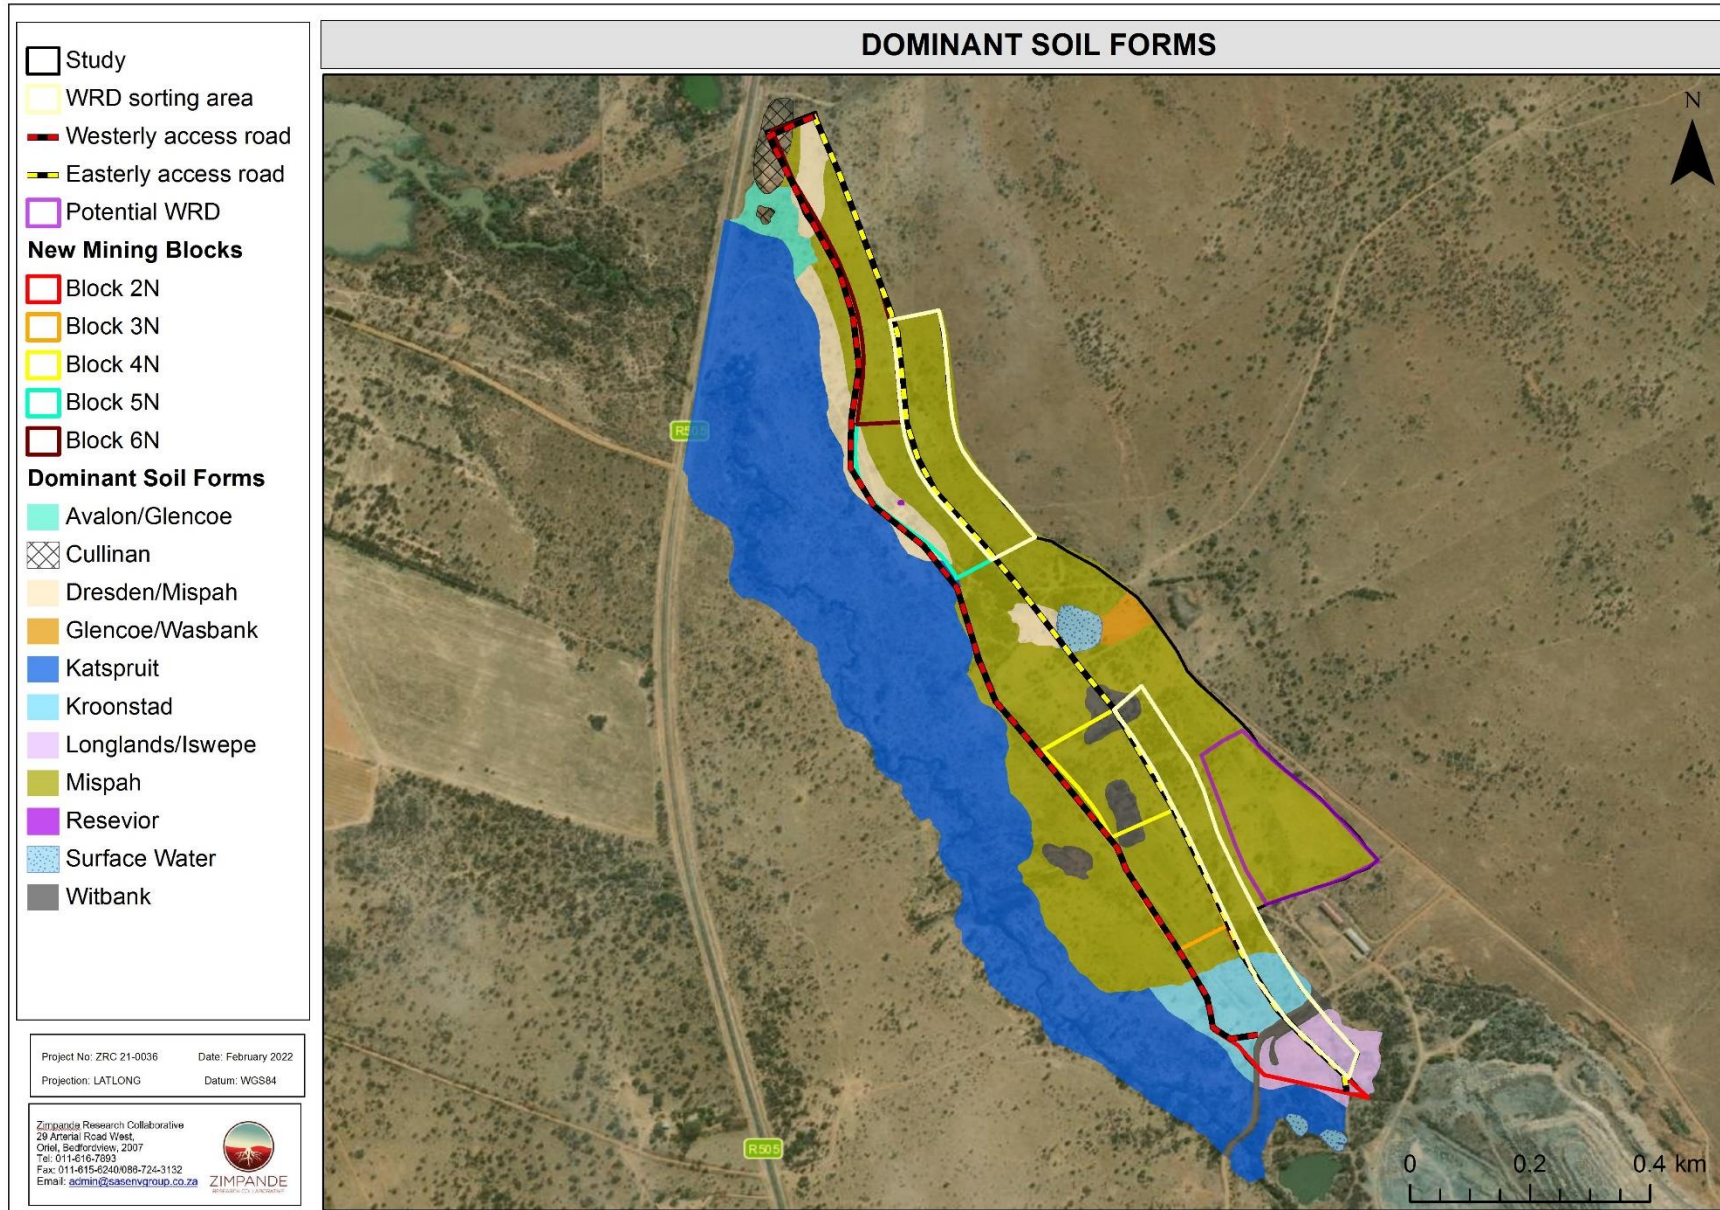 DOMINANT SOIL FORMS
Study
WRD sorting area
Westerly access road
Easterly access road
Potential WRD
New Mining Blocks
Block 2N
Block 3N
Block 4N
Block 5N
Block 6N
Dominant Soil Forms
Avalon/Glencoe
Cullinan
Dresden/Mispah
Glencoe/Wasbank
Katspruit
Kroonstad
Longlands/Iswepe
Mispah
Resevior
Surface Water
Witbank
Project No: ZRC 21-0036 Date: February 2022
Projection: LATLONG Datum: WGS84
Zimpande Research Collaborative
29 Arterial Road West,
Oriel, Bedfordview, 2007
Tel: 011-616-7893
Fax: 011-615-6240/086-724-3132
Email: admin@sasenvgroup.co.za
ZIMPANDE
RESEARCH COLLABORATIVE
N
R505
R505
0 0.2 0.4 km